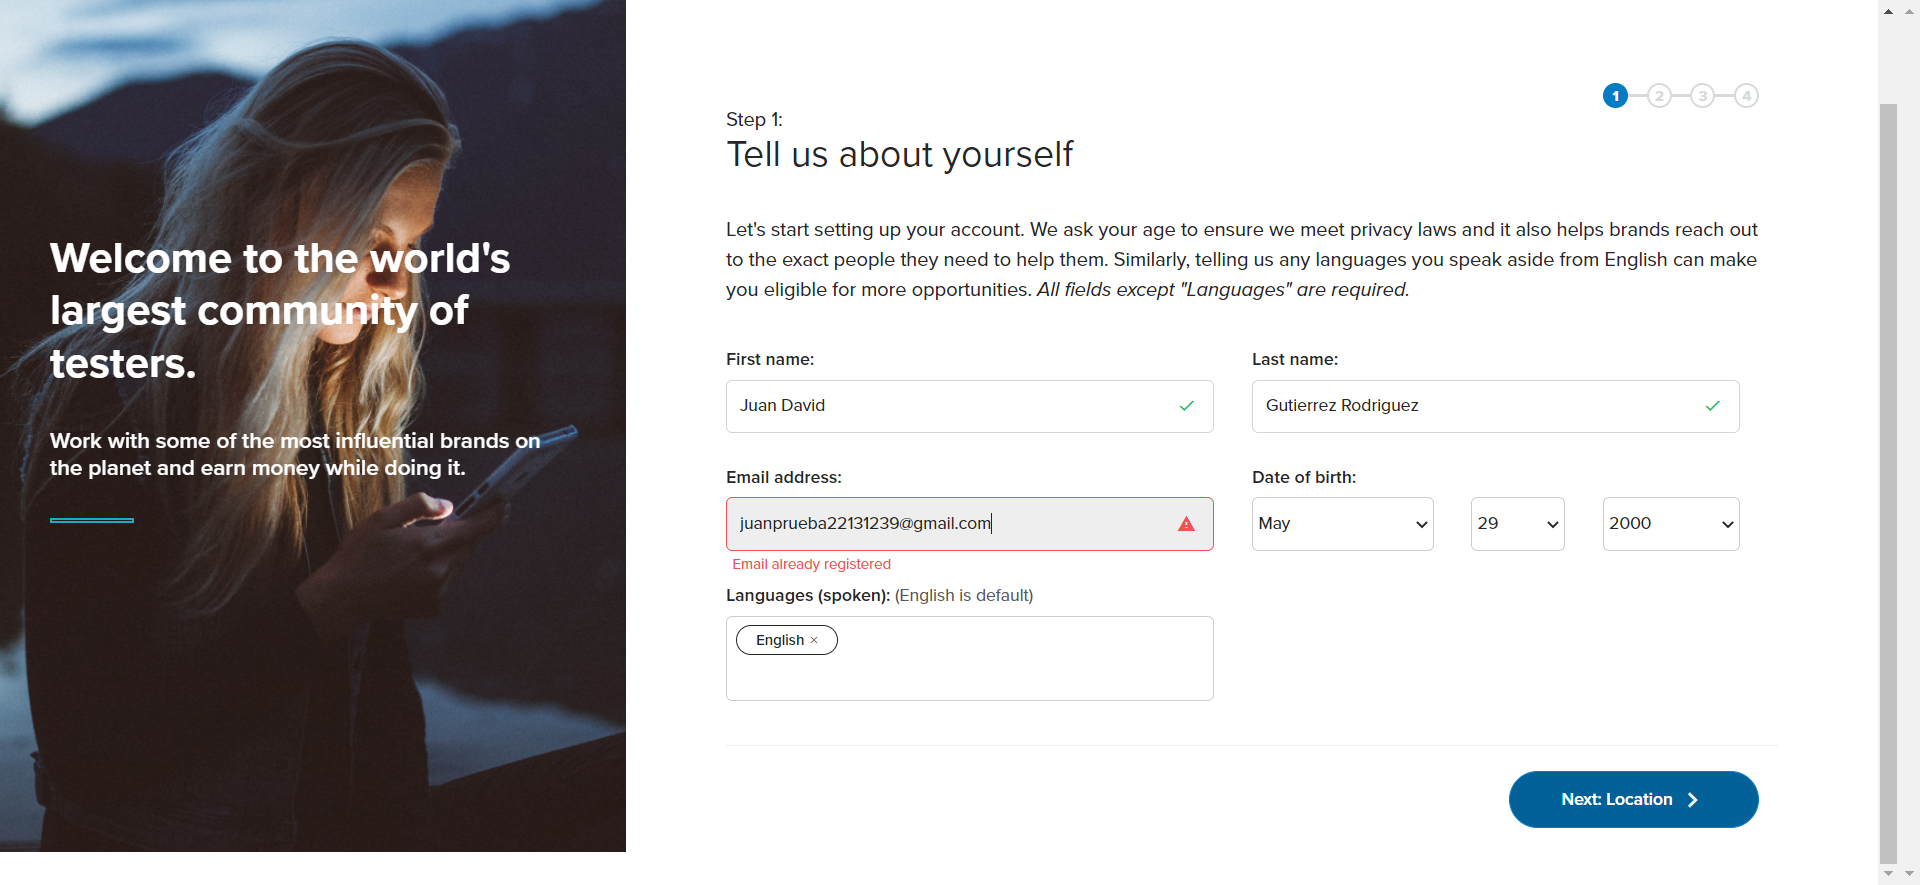 Welcome to the world's
largest community of
testers.
Work with some of the most influential brands on
the planet and earn money while doing it.
1 2 3 4
Step 1:
Tell us about yourself
Let's start setting up your account. We ask your age to ensure we meet privacy laws and it also helps brands reach out
to the exact people they need to help them. Similarly, telling us any languages you speak aside from English can make
you eligible for more opportunities. All fields except "Languages" are required.
First name:
Last name:
Juan David
Gutierrez Rodriguez
Email address:
Date of birth:
juanprueba22131239@gmail.com
May
29
2000
Email already registered
Languages (spoken): (English is default)
English ×
Next: Location